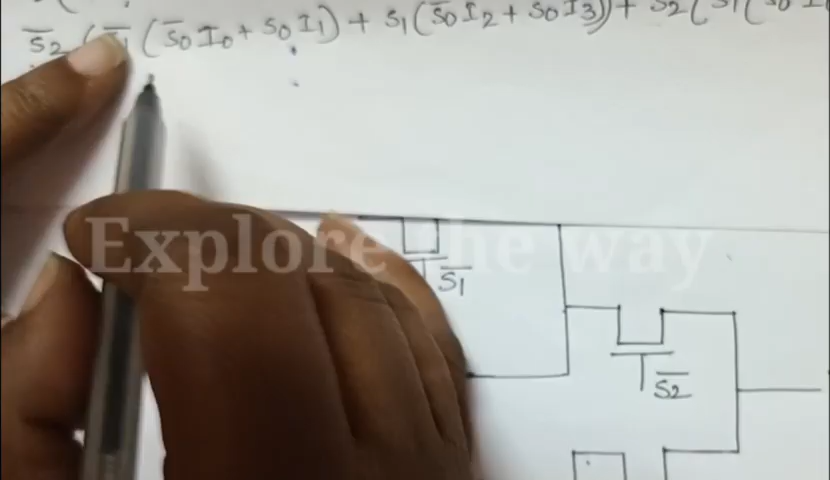 S̅2 ( S̅1 ( S̅0 I0 + S0 I1 ) + S1 ( S̅0 I2 + S0 I3 )) + S2 ( S1 (
Explore the way
S̅1
S̅2